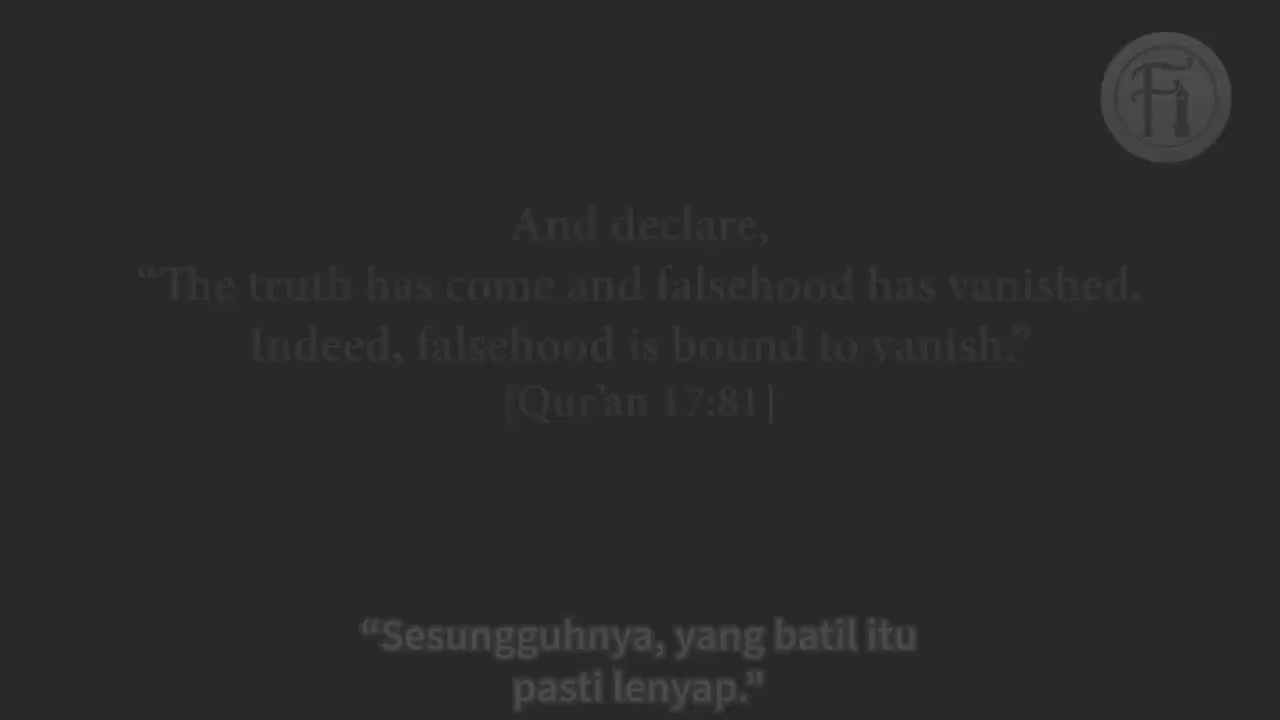 Fi
And declare,
“The truth has come and falsehood has vanished.
Indeed, falsehood is bound to vanish.”
[Qur’an 17:81]
“Sesungguhnya, yang batil itu
pasti lenyap.”